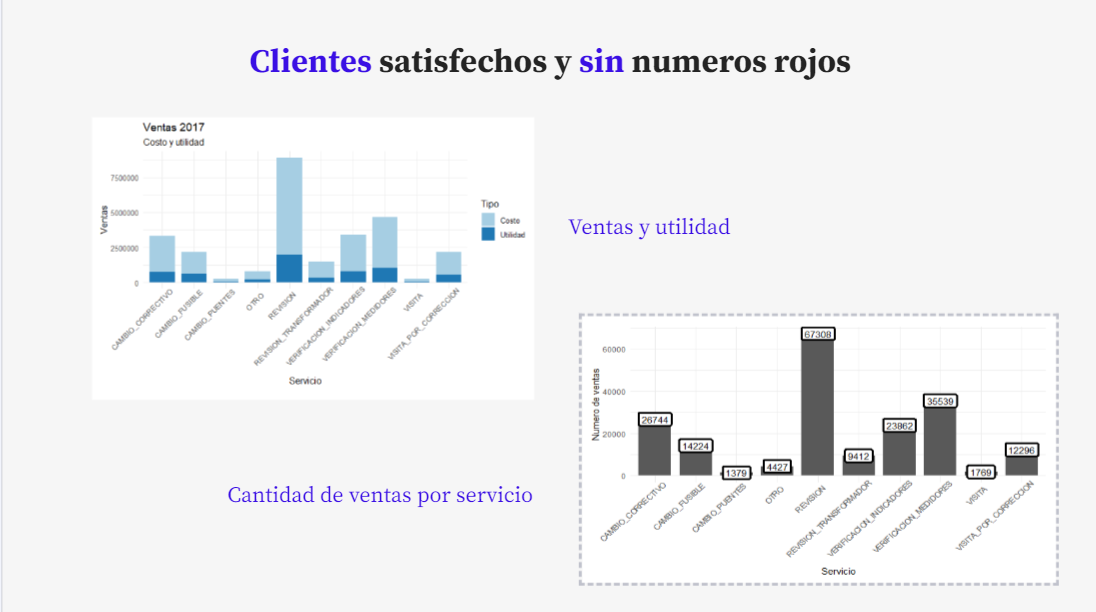 Clientes satisfechos y sin numeros rojos
Ventas 2017
Costo y utilidad
Ventas
7500000
5000000
2500000
0
CAMBIO_CORRECTIVO
CAMBIO_FUSIBLE
CAMBIO_PUENTES
OTRO
REVISION
REVISION_TRANSFORMADOR
VERIFICACION_INDICADORES
VERIFICACION_MEDIDORES
VISITA
VISITA_POR_CORRECCION
Servicio
Tipo
Costo
Utilidad
Ventas y utilidad
Cantidad de ventas por servicio
Numero de ventas
60000
40000
20000
0
26744
14224
1379
4427
67308
9412
23862
35539
1769
12296
CAMBIO_CORRECTIVO
CAMBIO_FUSIBLE
CAMBIO_PUENTES
OTRO
REVISION
REVISION_TRANSFORMADOR
VERIFICACION_INDICADORES
VERIFICACION_MEDIDORES
VISITA
VISITA_POR_CORRECCION
Servicio